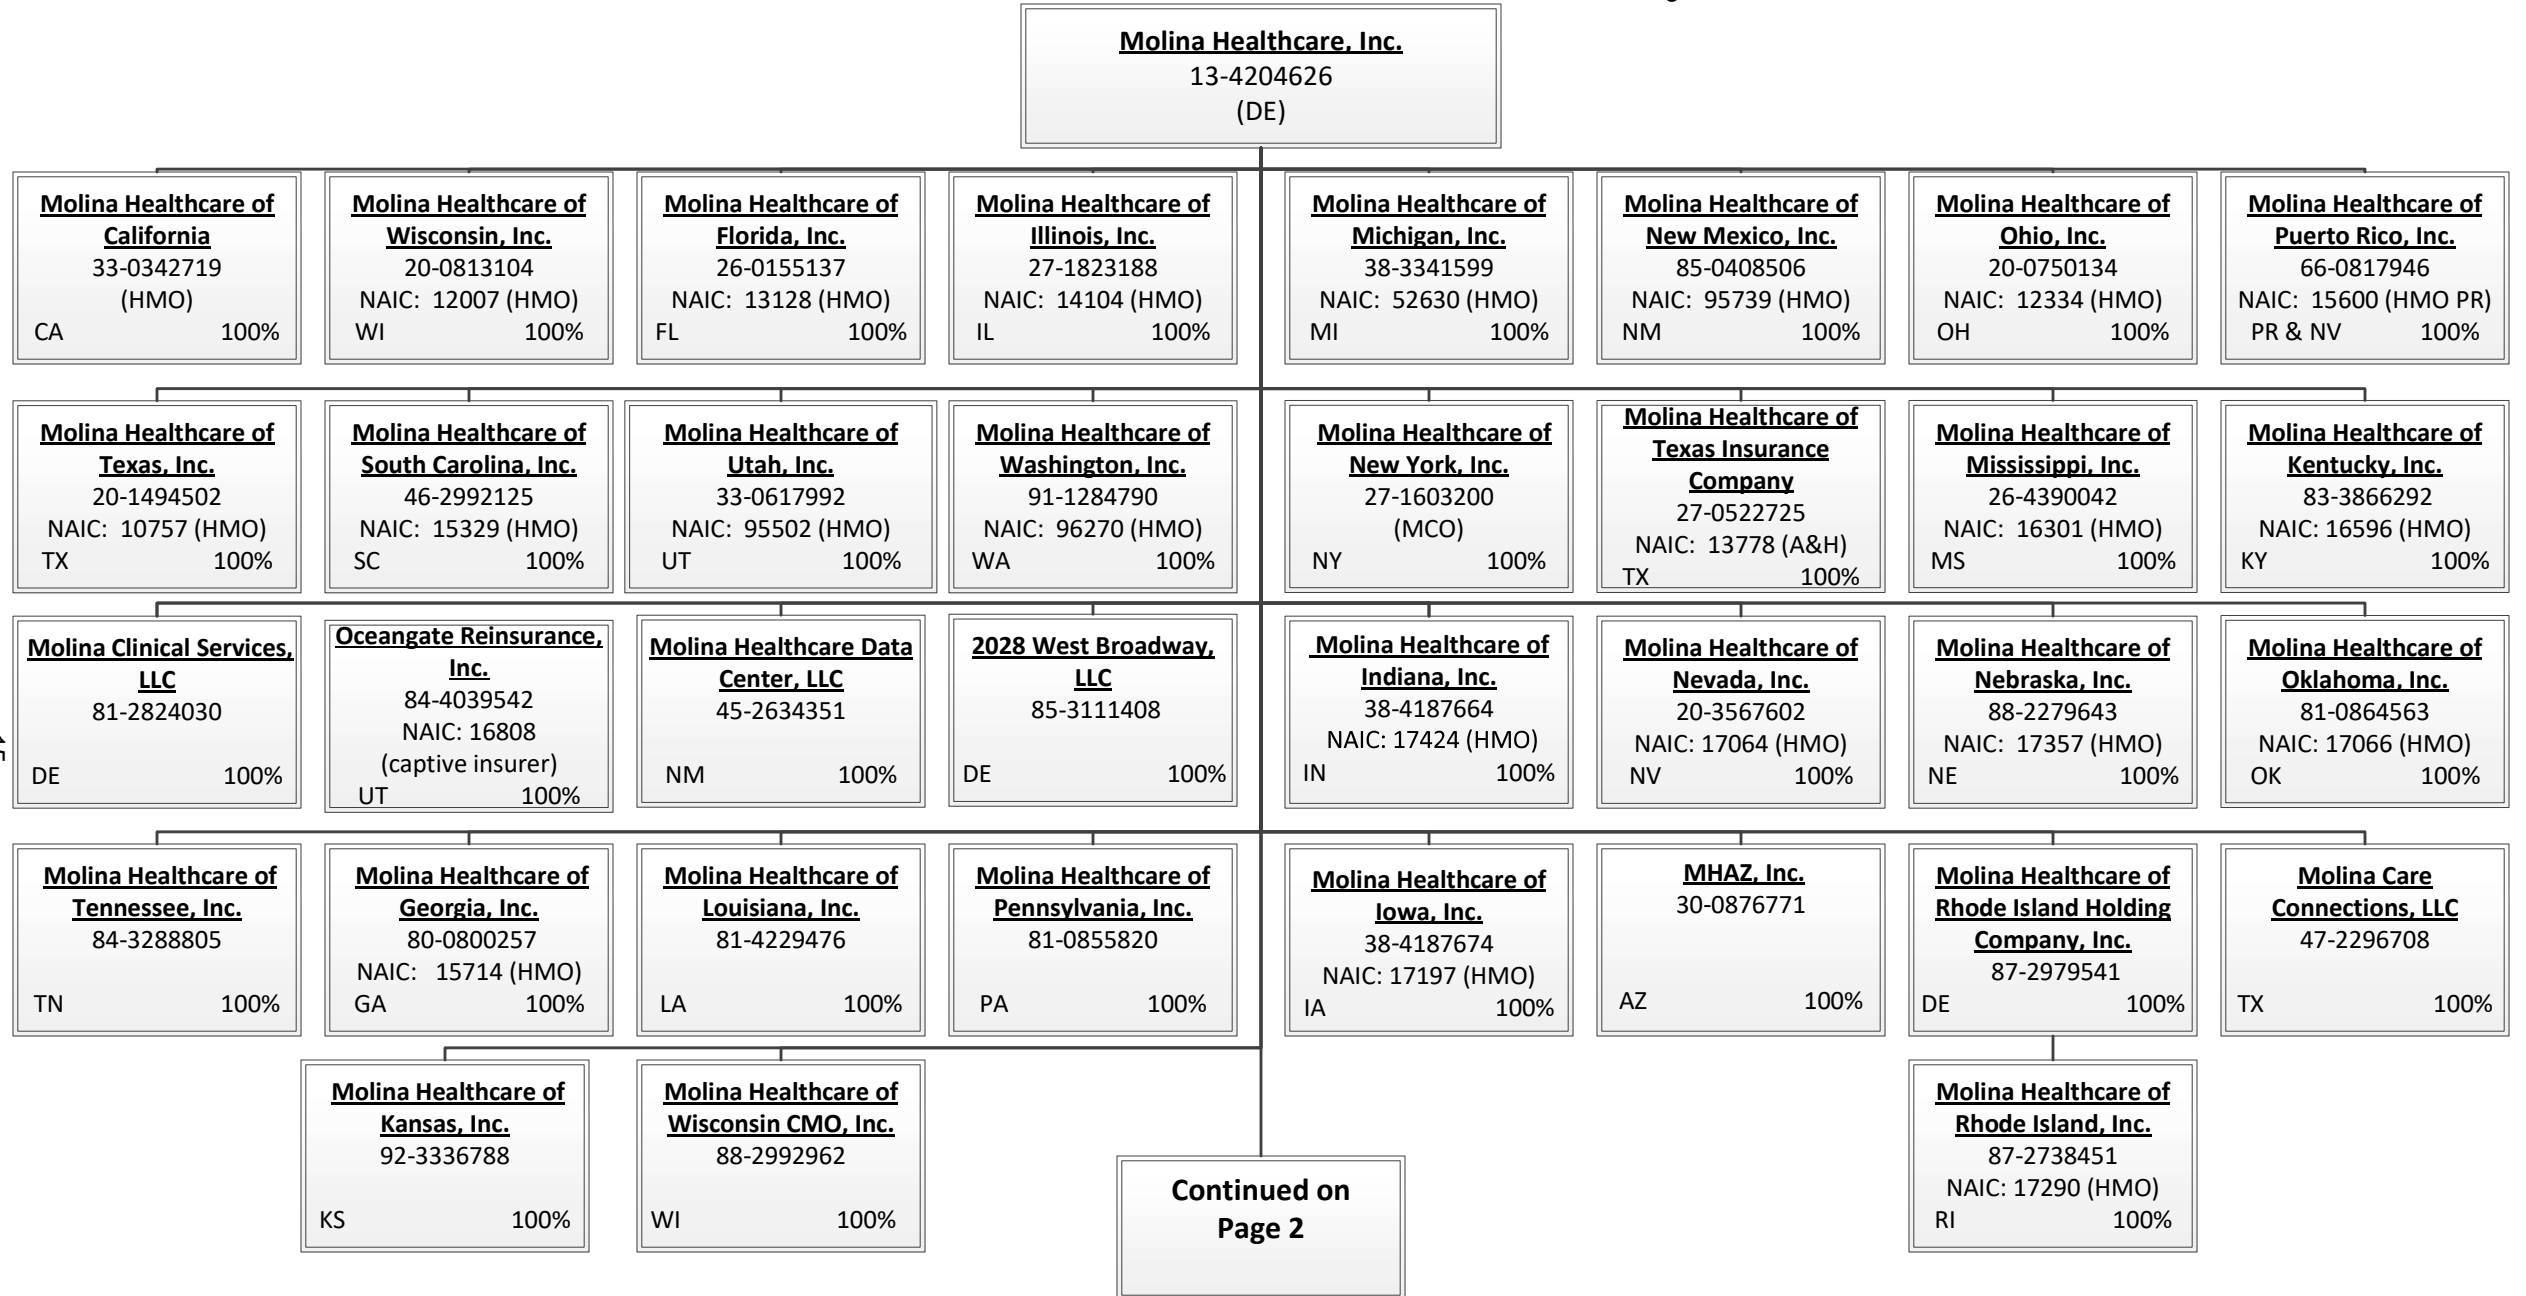 Molina Healthcare, Inc.
13-4204626
(DE)
Molina Healthcare of
California
33-0342719
(HMO)
CA 100%
Molina Healthcare of
Wisconsin, Inc.
20-0813104
NAIC: 12007 (HMO)
WI 100%
Molina Healthcare of
Florida, Inc.
26-0155137
NAIC: 13128 (HMO)
FL 100%
Molina Healthcare of
Illinois, Inc.
27-1823188
NAIC: 14104 (HMO)
IL 100%
Molina Healthcare of
Michigan, Inc.
38-3341599
NAIC: 52630 (HMO)
MI 100%
Molina Healthcare of
New Mexico, Inc.
85-0408506
NAIC: 95739 (HMO)
NM 100%
Molina Healthcare of
Ohio, Inc.
20-0750134
NAIC: 12334 (HMO)
OH 100%
Molina Healthcare of
Puerto Rico, Inc.
66-0817946
NAIC: 15600 (HMO PR)
PR & NV 100%
Molina Healthcare of
Texas, Inc.
20-1494502
NAIC: 10757 (HMO)
TX 100%
Molina Healthcare of
South Carolina, Inc.
46-2992125
NAIC: 15329 (HMO)
SC 100%
Molina Healthcare of
Utah, Inc.
33-0617992
NAIC: 95502 (HMO)
UT 100%
Molina Healthcare of
Washington, Inc.
91-1284790
NAIC: 96270 (HMO)
WA 100%
Molina Healthcare of
New York, Inc.
27-1603200
(MCO)
NY 100%
Molina Healthcare of
Texas Insurance
Company
27-0522725
NAIC: 13778 (A&H)
TX 100%
Molina Healthcare of
Mississippi, Inc.
26-4390042
NAIC: 16301 (HMO)
MS 100%
Molina Healthcare of
Kentucky, Inc.
83-3866292
NAIC: 16596 (HMO)
KY 100%
Molina Clinical Services,
LLC
81-2824030
DE 100%
Oceangate Reinsurance,
Inc.
84-4039542
NAIC: 16808
(captive insurer)
UT 100%
Molina Healthcare Data
Center, LLC
45-2634351
NM 100%
2028 West Broadway,
LLC
85-3111408
DE 100%
Molina Healthcare of
Indiana, Inc.
38-4187664
NAIC: 17424 (HMO)
IN 100%
Molina Healthcare of
Nevada, Inc.
20-3567602
NAIC: 17064 (HMO)
NV 100%
Molina Healthcare of
Nebraska, Inc.
88-2279643
NAIC: 17357 (HMO)
NE 100%
Molina Healthcare of
Oklahoma, Inc.
81-0864563
NAIC: 17066 (HMO)
OK 100%
Molina Healthcare of
Tennessee, Inc.
84-3288805
TN 100%
Molina Healthcare of
Georgia, Inc.
80-0800257
NAIC: 15714 (HMO)
GA 100%
Molina Healthcare of
Louisiana, Inc.
81-4229476
LA 100%
Molina Healthcare of
Pennsylvania, Inc.
81-0855820
PA 100%
Molina Healthcare of
Iowa, Inc.
38-4187674
NAIC: 17197 (HMO)
IA 100%
MHAZ, Inc.
30-0876771
AZ 100%
Molina Healthcare of
Rhode Island Holding
Company, Inc.
87-2979541
DE 100%
Molina Care
Connections, LLC
47-2296708
TX 100%
Molina Healthcare of
Kansas, Inc.
92-3336788
KS 100%
Molina Healthcare of
Wisconsin CMO, Inc.
88-2992962
WI 100%
Continued on
Page 2
Molina Healthcare of
Rhode Island, Inc.
87-2738451
NAIC: 17290 (HMO)
RI 100%